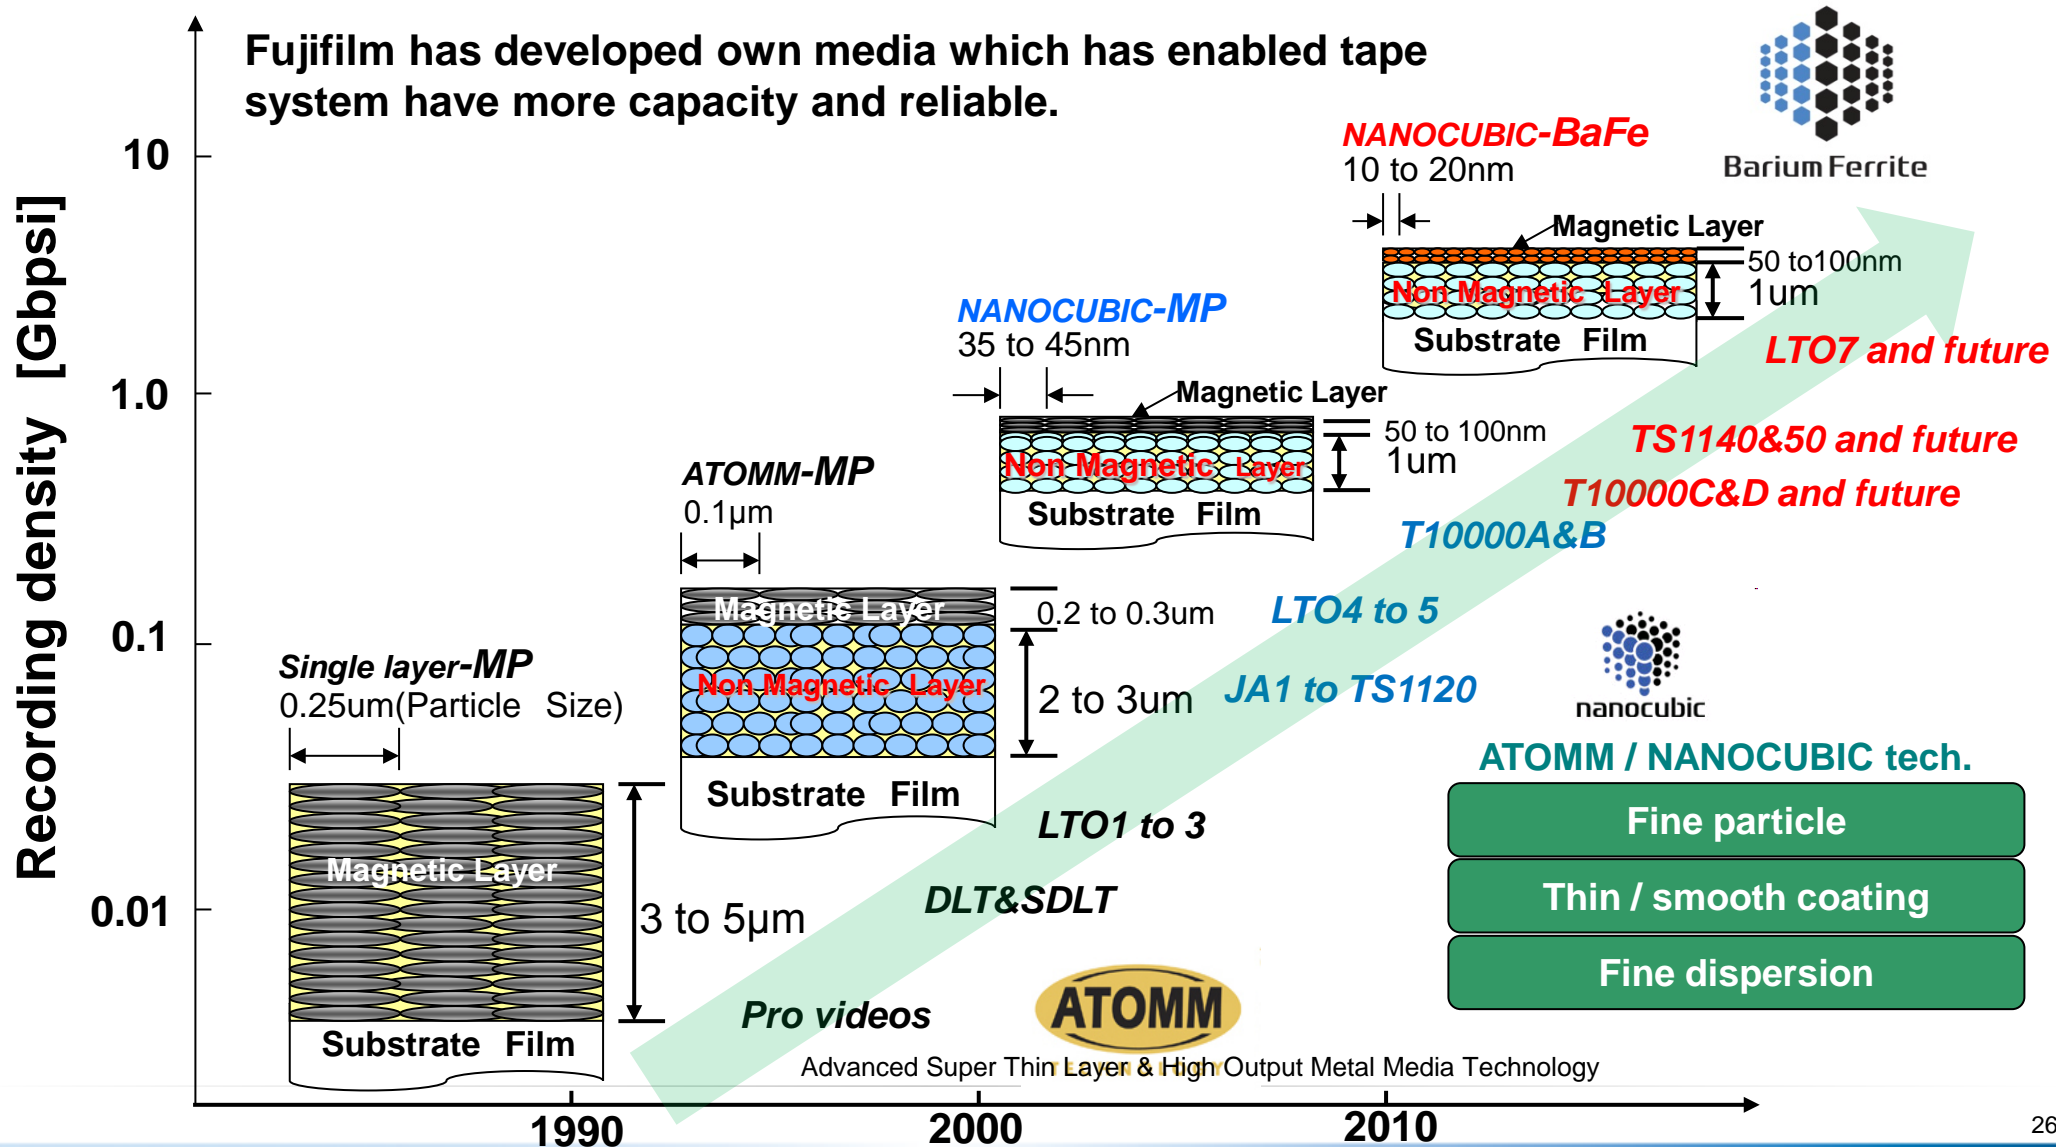 Fujifilm has developed own media which has enabled tape
system have more capacity and reliable.
Barium Ferrite
Recording density [Gbpsi]
10
1.0
0.1
0.01
1990
2000
2010
NANOCUBIC-BaFe
10 to 20nm
Magnetic Layer
50 to100nm
1um
Non Magnetic Layer
Substrate Film
LTO7 and future
NANOCUBIC-MP
35 to 45nm
Magnetic Layer
50 to 100nm
1um
Non Magnetic Layer
Substrate Film
TS1140&50 and future
T10000C&D and future
T10000A&B
ATOMM-MP
0.1μm
Magnetic Layer
0.2 to 0.3um
Non Magnetic Layer
2 to 3um
Substrate Film
LTO4 to 5
JA1 to TS1120
nanocubic
Single layer-MP
0.25um(Particle Size)
Magnetic Layer
3 to 5μm
Substrate Film
LTO1 to 3
DLT&SDLT
Pro videos
ATOMM / NANOCUBIC tech.
Fine particle
Thin / smooth coating
Fine dispersion
ATOMM
TECHNOLOGY
Advanced Super Thin Layer & High Output Metal Media Technology
26